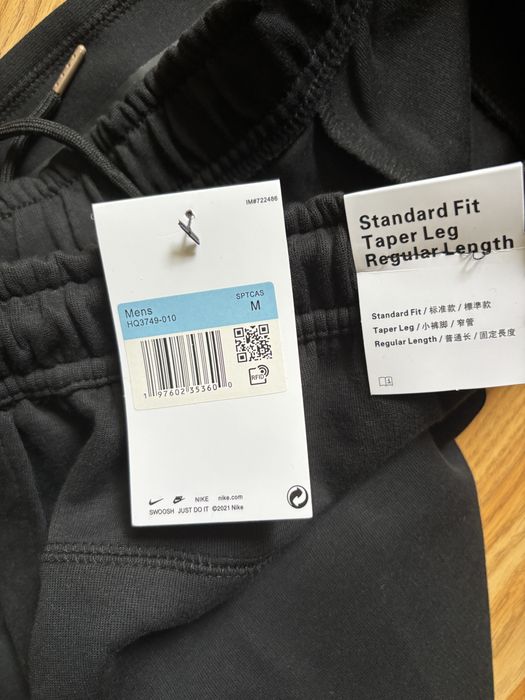 IM#722486
SPTCAS
Mens M
HQ3749-010
RFID
1 97602 35360 0
NIKE nike.com
SWOOSH JUST DO IT ©2021 Nike
Standard Fit
Taper Leg
Regular Length
Standard Fit / 标准款 / 標準款
Taper Leg / 小裤脚 / 窄管
Regular Length / 普通长 / 固定長度